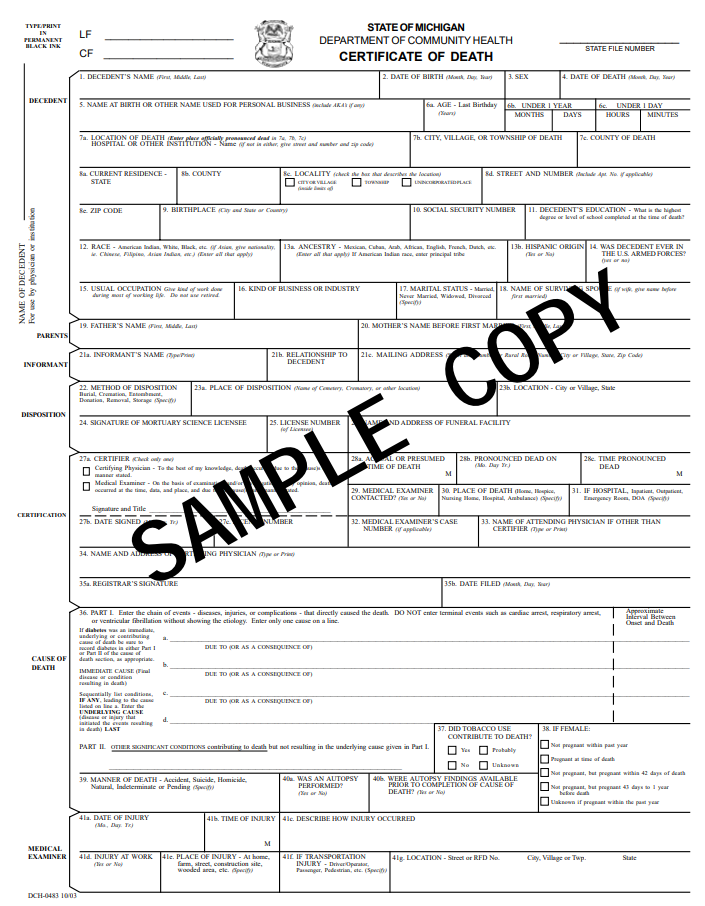 TYPE/PRINT
IN
PERMANENT
BLACK INK
LF
CF
STATE OF MICHIGAN
DEPARTMENT OF COMMUNITY HEALTH
CERTIFICATE OF DEATH
STATE FILE NUMBER
DECEDENT
NAME OF DECEDENT
For use by physician or institution
1. DECEDENT'S NAME (First, Middle, Last)
2. DATE OF BIRTH (Month, Day, Year)
3. SEX
4. DATE OF DEATH (Month, Day, Year)
5. NAME AT BIRTH OR OTHER NAME USED FOR PERSONAL BUSINESS (include AKA's if any)
6a. AGE - Last Birthday
(Years)
6b. UNDER 1 YEAR
MONTHS DAYS
6c. UNDER 1 DAY
HOURS MINUTES
7a. LOCATION OF DEATH (Enter place officially pronounced dead in 7a, 7b, 7c)
HOSPITAL OR OTHER INSTITUTION - Name (if not in either, give street and number and zip code)
7b. CITY, VILLAGE, OR TOWNSHIP OF DEATH
7c. COUNTY OF DEATH
8a. CURRENT RESIDENCE -
STATE
8b. COUNTY
8c. LOCALITY (check the box that describes the location)
CITY OR VILLAGE
(inside limits of)
TOWNSHIP
UNINCORPORATED PLACE
8d. STREET AND NUMBER (Include Apt. No. if applicable)
8e. ZIP CODE
9. BIRTHPLACE (City and State or Country)
10. SOCIAL SECURITY NUMBER
11. DECEDENT'S EDUCATION - What is the highest
degree or level of school completed at the time of death?
12. RACE - American Indian, White, Black, etc. (if Asian, give nationality,
ie. Chinese, Filipino, Asian Indian, etc.) (Enter all that apply)
13a. ANCESTRY - Mexican, Cuban, Arab, African, English, French, Dutch, etc.
(Enter all that apply) If American Indian race, enter principal tribe
13b. HISPANIC ORIGIN
(Yes or No)
14. WAS DECEDENT EVER IN
THE U.S. ARMED FORCES?
(yes or no)
15. USUAL OCCUPATION Give kind of work done
during most of working life. Do not use retired.
16. KIND OF BUSINESS OR INDUSTRY
17. MARITAL STATUS - Married,
Never Married, Widowed, Divorced
(Specify)
18. NAME OF SURVIVING SPOUSE (if wife, give name before
first married)
PARENTS
19. FATHER'S NAME (First, Middle, Last)
20. MOTHER'S NAME BEFORE FIRST MARR (First, Middle, Last)
INFORMANT
21a. INFORMANT'S NAME (Type/Print)
21b. RELATIONSHIP TO
DECEDENT
21c. MAILING ADDRESS City or Village, State, Zip Code)
DISPOSITION
22. METHOD OF DISPOSITION
Burial, Cremation, Entombment,
Donation, Removal, Storage (Specify)
23a. PLACE OF DISPOSITION (Name of Cemetery, Crematory, or other location)
23b. LOCATION - City or Village, State
24. SIGNATURE OF MORTUARY SCIENCE LICENSEE
25. LICENSE NUMBER
(of Licensee)
AND ADDRESS OF FUNERAL FACILITY
CERTIFICATION
27a. CERTIFIER (Check only one)
Certifying Physician - To the best of my knowledge, due to the
manner stated.
Medical Examiner - On the basis of examination opinion, death
occurred at the time, date, and place, and due stated.
Signature and Title
28a. OR PRESUMED
TIME OF DEATH
M
28b. PRONOUNCED DEAD ON
(Mo. Day Yr.)
28c. TIME PRONOUNCED
DEAD
M
29. MEDICAL EXAMINER
CONTACTED? (Yes or No)
30. PLACE OF DEATH (Home, Hospice,
Nursing Home, Hospital, Ambulance) (Specify)
31. IF HOSPITAL, Inpatient, Outpatient,
Emergency Room, DOA (Specify)
27b. DATE SIGNED
NUMBER
32. MEDICAL EXAMINER'S CASE
NUMBER (if applicable)
33. NAME OF ATTENDING PHYSICIAN IF OTHER THAN
CERTIFIER (Type or Print)
34. NAME AND ADDRESS OF PHYSICIAN (Type or Print)
35a. REGISTRAR'S SIGNATURE
35b. DATE FILED (Month, Day, Year)
SAMPLE COPY
CAUSE OF
DEATH
36. PART I. Enter the chain of events - diseases, injuries, or complications - that directly caused the death. DO NOT enter terminal events such as cardiac arrest, respiratory arrest,
or ventricular fibrillation without showing the etiology. Enter only one cause on a line.
Approximate
Interval Between
Onset and Death
If diabetes was an immediate,
underlying or contributing
cause of death be sure to
record diabetes in either Part I
or Part II of the cause of
death section, as appropriate.
IMMEDIATE CAUSE (Final
disease or condition
resulting in death)
Sequentially list conditions,
IF ANY, leading to the cause
listed on line a. Enter the
UNDERLYING CAUSE
(disease or injury that
initiated the events resulting
in death) LAST
a.
DUE TO (OR AS A CONSEQUENCE OF)
b.
DUE TO (OR AS A CONSEQUENCE OF)
c.
DUE TO (OR AS A CONSEQUENCE OF)
d.
PART II. OTHER SIGNIFICANT CONDITIONS contributing to death but not resulting in the underlying cause given in Part I.
37. DID TOBACCO USE
CONTRIBUTE TO DEATH?
Yes Probably
No Unknown
38. IF FEMALE:
Not pregnant within past year
Pregnant at time of death
Not pregnant, but pregnant within 42 days of death
Not pregnant, but pregnant 43 days to 1 year
before death
Unknown if pregnant within the past year
39. MANNER OF DEATH - Accident, Suicide, Homicide,
Natural, Indeterminate or Pending (Specify)
40a. WAS AN AUTOPSY
PERFORMED?
(Yes or No)
40b. WERE AUTOPSY FINDINGS AVAILABLE
PRIOR TO COMPLETION OF CAUSE OF
DEATH? (Yes or No)
MEDICAL
EXAMINER
41a. DATE OF INJURY
(Mo., Day. Yr.)
41b. TIME OF INJURY
M
41c. DESCRIBE HOW INJURY OCCURRED
41d. INJURY AT WORK
(Yes or No)
41e. PLACE OF INJURY - At home,
farm, street, construction site,
wooded area, etc. (Specify)
41f. IF TRANSPORTATION
INJURY - Driver/Operator,
Passenger, Pedestrian, etc. (Specify)
41g. LOCATION - Street or RFD No. City, Village or Twp. State
DCH-0483 10/03